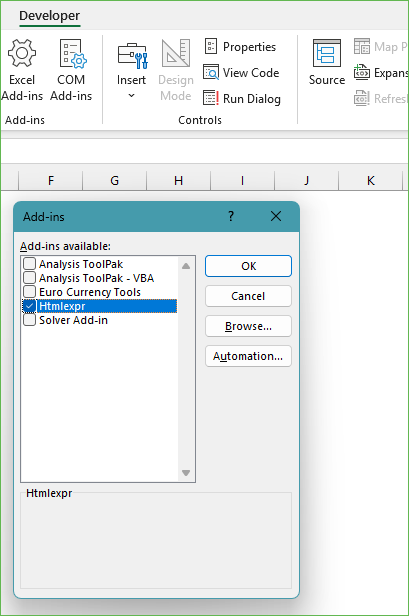 Developer
Excel
Add-ins
COM
Add-ins
Insert
Design
Mode
Properties
View Code
Run Dialog
Source
Map P
Expans
Refres
Add-ins
Controls
F G H I J K
Add-ins ?
Add-ins available:
Analysis ToolPak
Analysis ToolPak - VBA
Euro Currency Tools
Htmlexpr
Solver Add-in
OK
Cancel
Browse...
Automation...
Htmlexpr